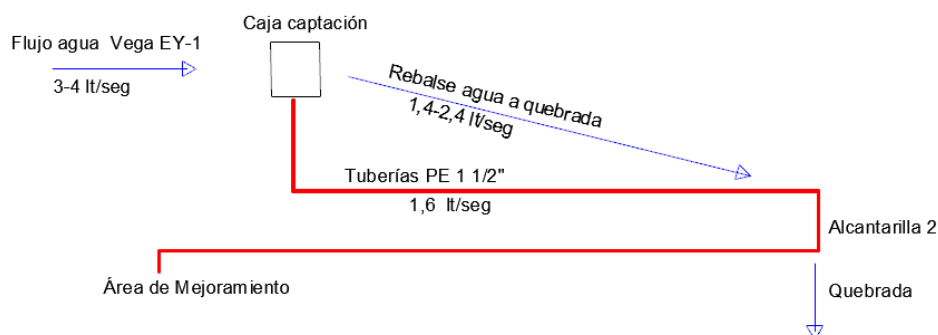 Caja captación
Flujo agua Vega EY-1
3-4 lt/seg
Rebalse agua a quebrada
1,4-2,4 lt/seg
Tuberías PE 1 1/2"
1,6 lt/seg
Alcantarilla 2
Área de Mejoramiento
Quebrada